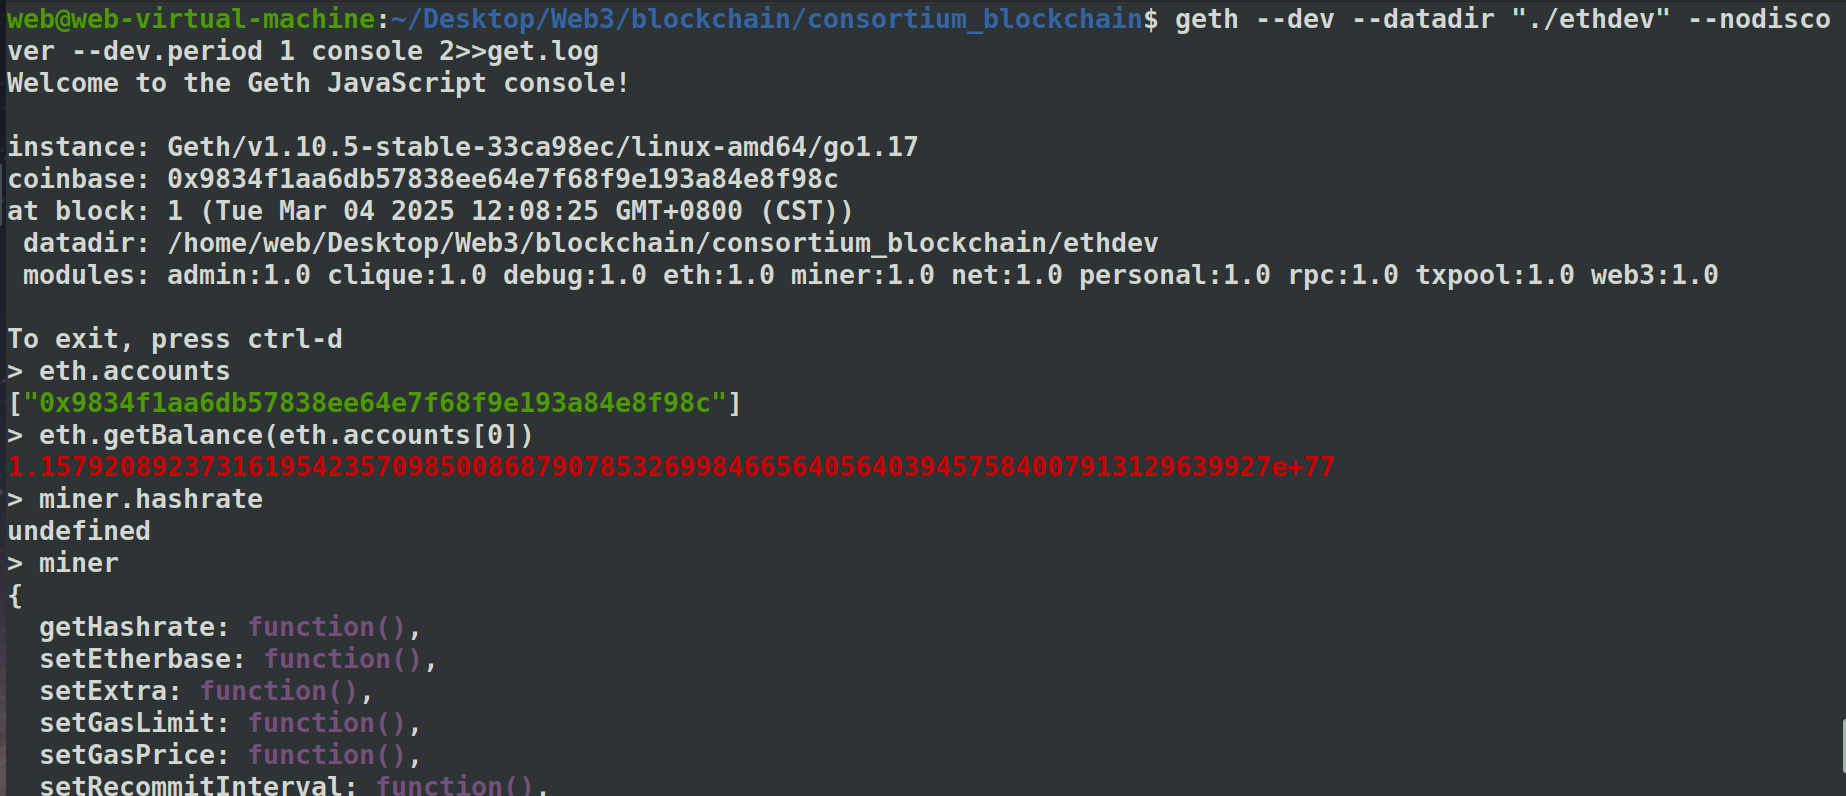 web@web-virtual-machine:~/Desktop/Web3/blockchain/consortium_blockchain$ geth --dev --datadir "./ethdev" --nodisco
ver --dev.period 1 console 2>>get.log
Welcome to the Geth JavaScript console!
instance: Geth/v1.10.5-stable-33ca98ec/linux-amd64/go1.17
coinbase: 0x9834f1aa6db57838ee64e7f68f9e193a84e8f98c
at block: 1 (Tue Mar 04 2025 12:08:25 GMT+0800 (CST))
 datadir: /home/web/Desktop/Web3/blockchain/consortium_blockchain/ethdev
 modules: admin:1.0 clique:1.0 debug:1.0 eth:1.0 miner:1.0 net:1.0 personal:1.0 rpc:1.0 txpool:1.0 web3:1.0
To exit, press ctrl-d
> eth.accounts
["0x9834f1aa6db57838ee64e7f68f9e193a84e8f98c"]
> eth.getBalance(eth.accounts[0])
1.15792089237316195423570985008687907853269984665640564039457584007913129639927e+77
> miner.hashrate
undefined
> miner
{
  getHashrate: function(),
  setEtherbase: function(),
  setExtra: function(),
  setGasLimit: function(),
  setGasPrice: function(),
  setRecommitInterval: function(),